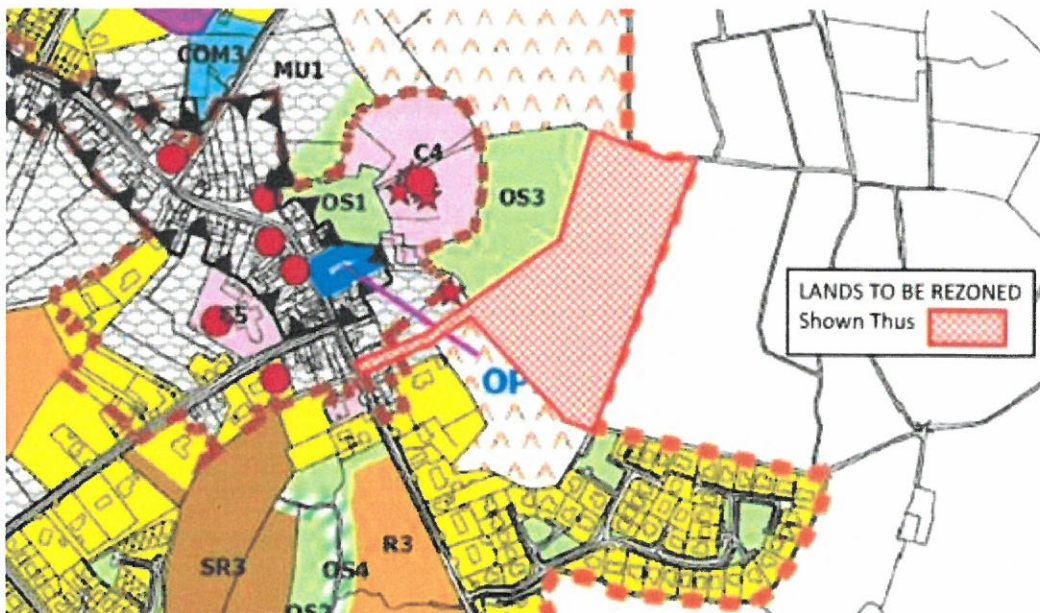 COM3
MU1
C4
OS1
OS3
LANDS TO BE REZONED
Shown Thus
OP
R3
SR3
OS4